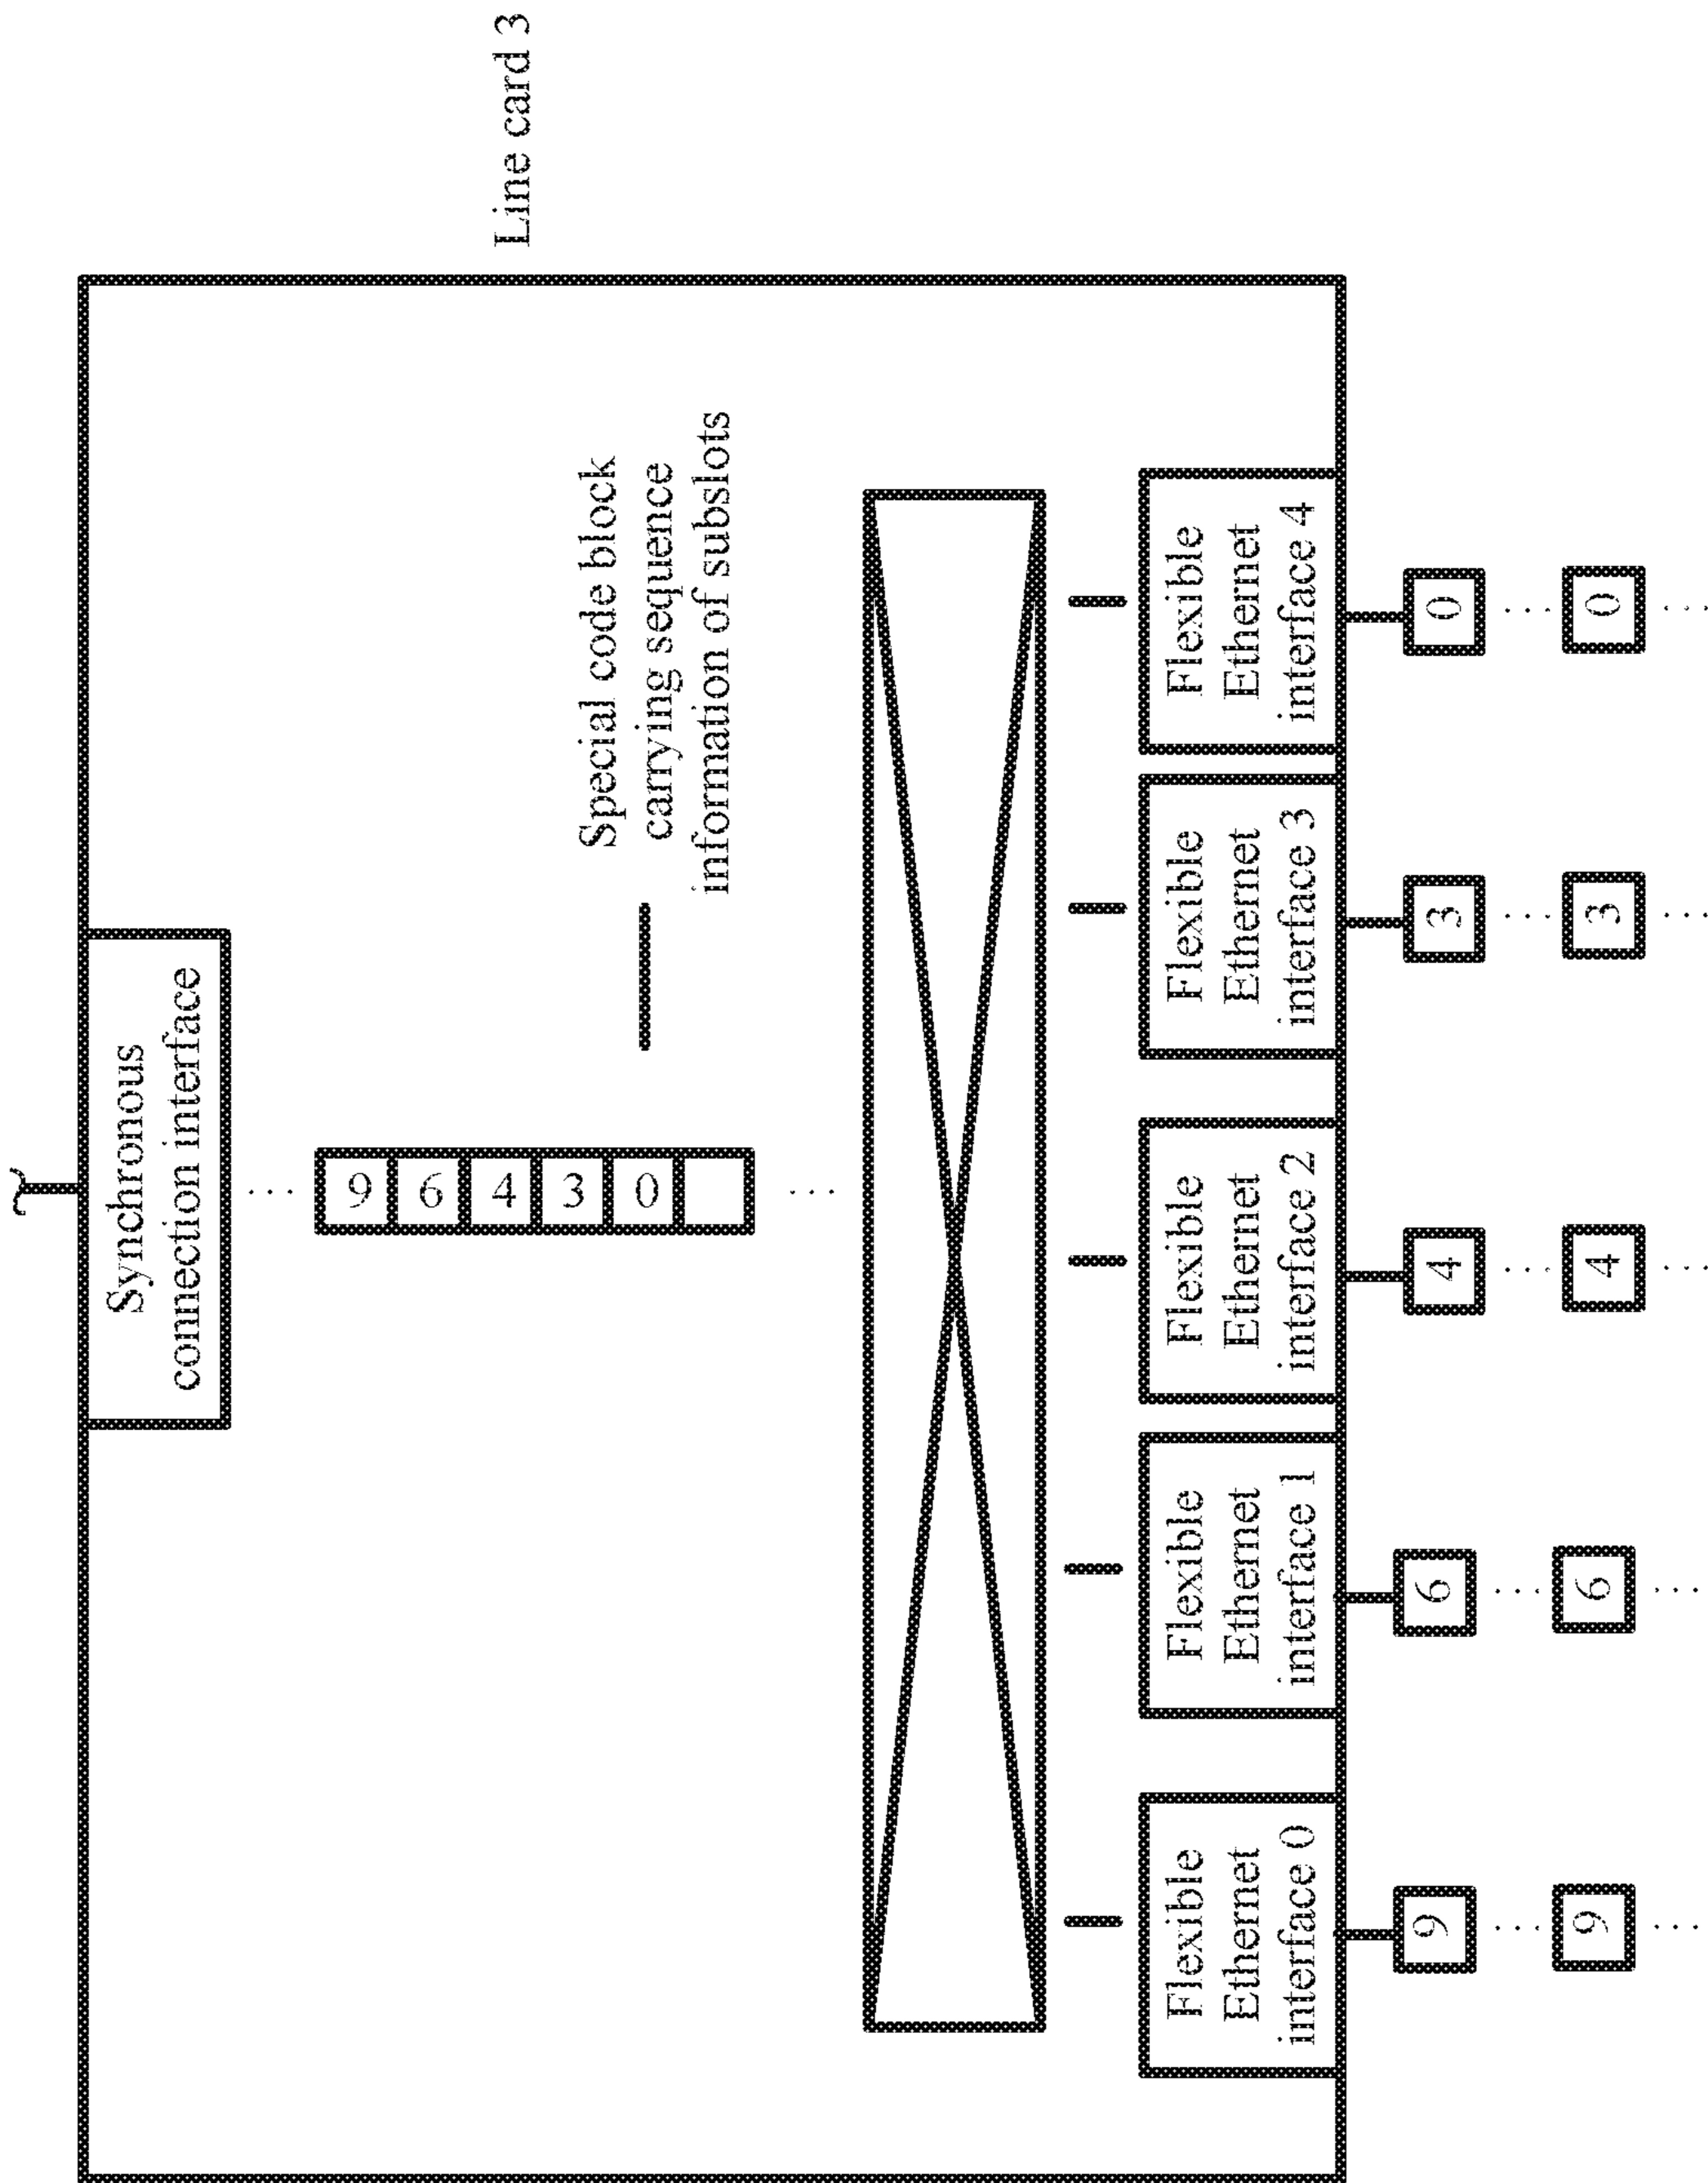 Synchronous
connection interface
...
9
6
4
3
0
...
Line card 3
Special code block
carrying sequence
information of subslots
Flexible
Ethernet
interface 0
Flexible
Ethernet
interface 1
Flexible
Ethernet
interface 2
Flexible
Ethernet
interface 3
Flexible
Ethernet
interface 4
9 6 4 3 0
... ... ... ... ...
9 6 4 3 0
... ... ... ... ...